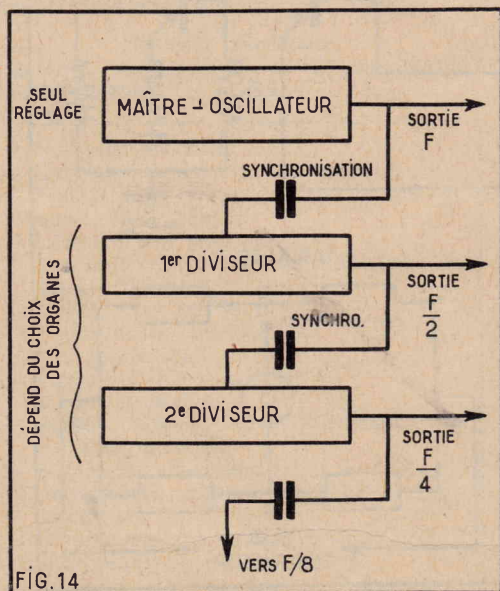 SEUL
RÉGLAGE
MAÎTRE - OSCILLATEUR
SORTIE
F
SYNCHRONISATION
1er DIVISEUR
SORTIE
F
2
SYNCHRO.
DÉPEND DU CHOIX
DES ORGANES
2e DIVISEUR
SORTIE
F
4
VERS F/8
FIG.14